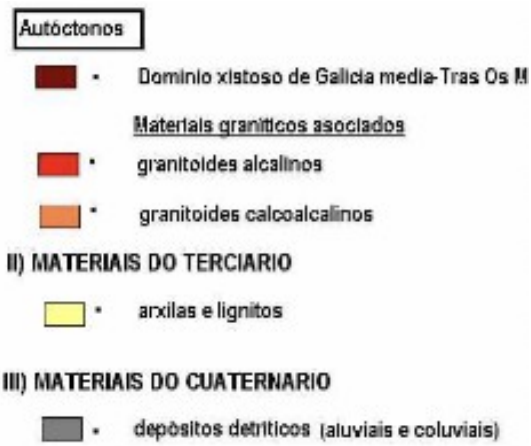 Autóctonos
Dominio xistoso de Galicia media-Tras Os M
Materiais graníticos asociados
granitoides alcalinos
granitoides calcoalcalinos
II) MATERIAIS DO TERCIARIO
arxilas e lignitos
III) MATERIAIS DO CUATERNARIO
depósitos detríticos (aluviais e coluviais)